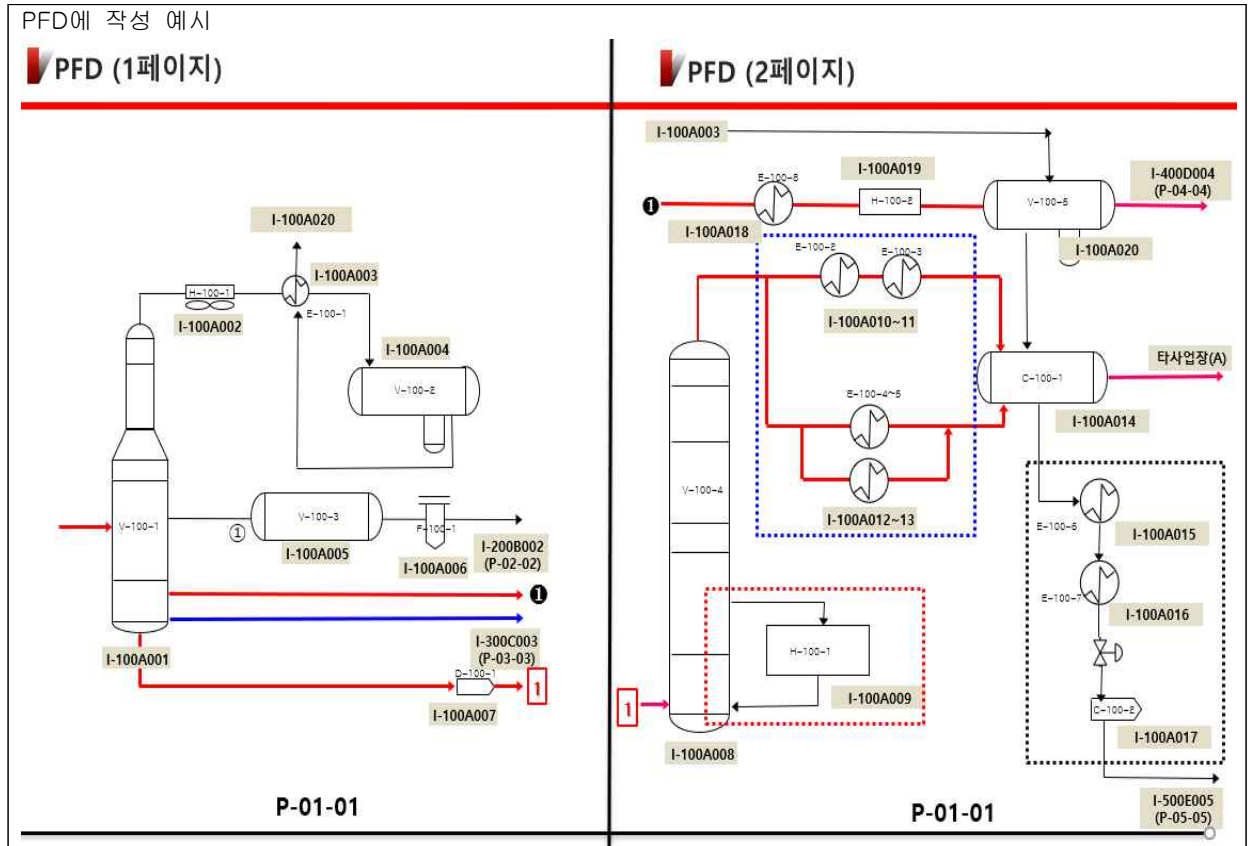 PFD에 작성 예시
PFD (1페이지)
I-100A020
I-100A003
H-100-1
E-100-1
I-100A002
I-100A004
V-100-2
V-100-1
V-100-3
F-100-1
①
I-100A005
I-100A006
I-200B002
(P-02-02)
❶
I-100A001
I-300C003
(P-03-03)
D-100-1
1
I-100A007
P-01-01
PFD (2페이지)
I-100A003
E-100-8
I-100A019
I-400D004
(P-04-04)
❶
H-100-2
V-100-5
I-100A018
I-100A020
E-100-2
E-100-3
I-100A010~11
타사업장(A)
C-100-1
E-100-4~5
I-100A014
V-100-4
I-100A012~13
E-100-6
I-100A015
E-100-7
I-100A016
H-100-1
I-100A009
1
C-100-2
I-100A017
I-100A008
I-500E005
(P-05-05)
P-01-01